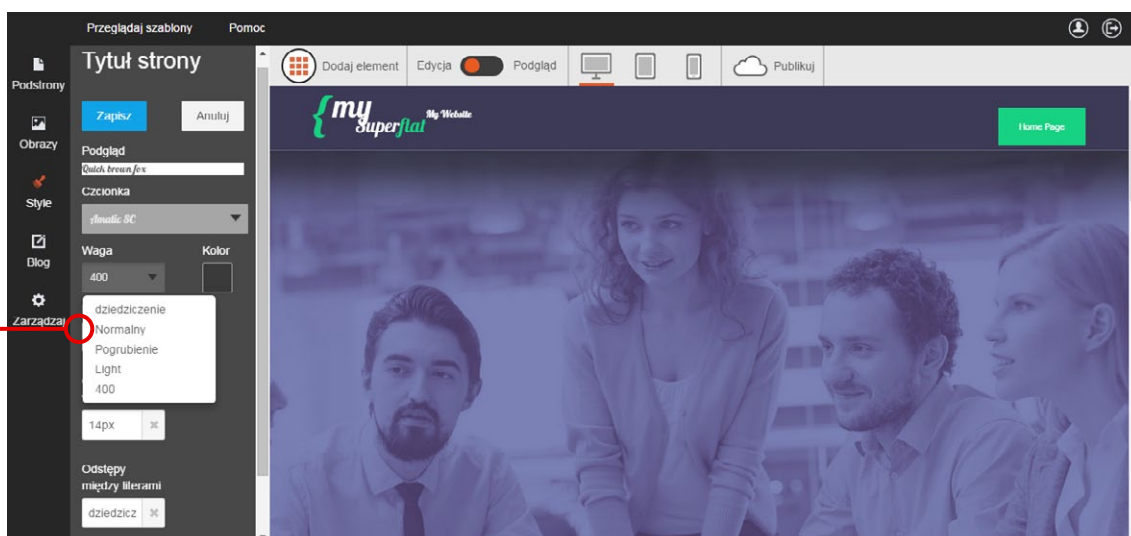 Przeglądaj szablony Pomoc
Podstrony
Obrazy
Style
Blog
Zarządzaj
Tytuł strony
Zapisz Anuluj
Podgląd
Quick brown fox
Czcionka
Amatic SC
Waga Kolor
400
dziedziczenie
Normalny
Pogrubienie
Light
400
14px
Odstępy
między literami
dziedzicz
Dodaj element Edycja Podgląd Publikuj
{my
Superflat
My Website
Home Page